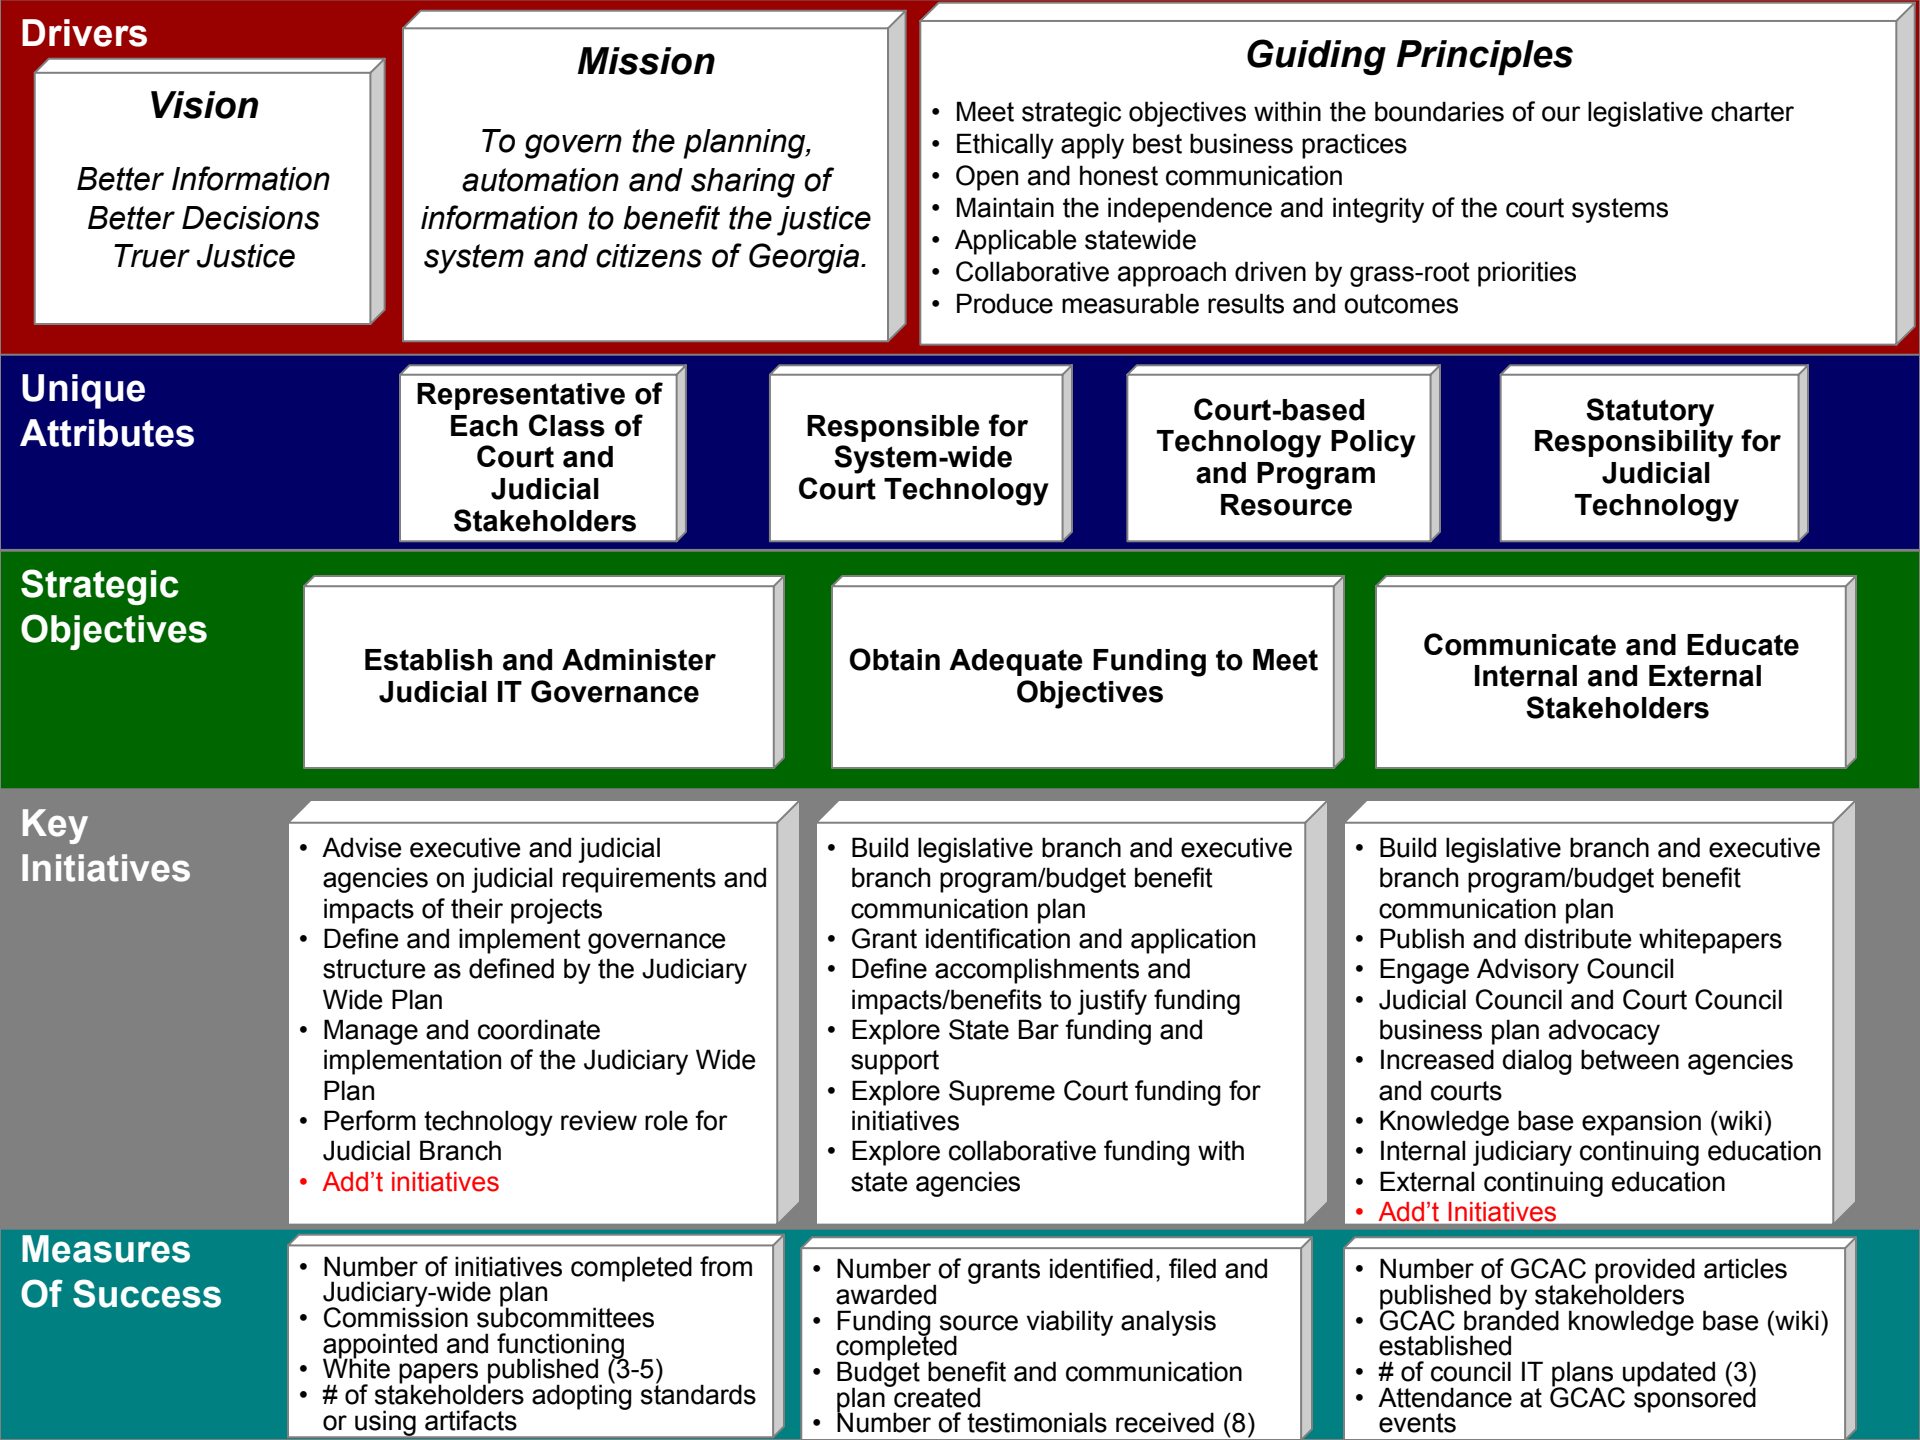 Drivers
Vision
Better Information
Better Decisions
Truer Justice
Mission
To govern the planning,
automation and sharing of
information to benefit the justice
system and citizens of Georgia.
Guiding Principles
• Meet strategic objectives within the boundaries of our legislative charter
• Ethically apply best business practices
• Open and honest communication
• Maintain the independence and integrity of the court systems
• Applicable statewide
• Collaborative approach driven by grass-root priorities
• Produce measurable results and outcomes
Unique
Attributes
Representative of
Each Class of
Court and
Judicial
Stakeholders
Responsible for
System-wide
Court Technology
Court-based
Technology Policy
and Program
Resource
Statutory
Responsibility for
Judicial
Technology
Strategic
Objectives
Establish and Administer
Judicial IT Governance
Obtain Adequate Funding to Meet
Objectives
Communicate and Educate
Internal and External
Stakeholders
Key
Initiatives
• Advise executive and judicial
agencies on judicial requirements and
impacts of their projects
• Define and implement governance
structure as defined by the Judiciary
Wide Plan
• Manage and coordinate
implementation of the Judiciary Wide
Plan
• Perform technology review role for
Judicial Branch
• Add't initiatives
• Build legislative branch and executive
branch program/budget benefit
communication plan
• Grant identification and application
• Define accomplishments and
impacts/benefits to justify funding
• Explore State Bar funding and
support
• Explore Supreme Court funding for
initiatives
• Explore collaborative funding with
state agencies
• Build legislative branch and executive
branch program/budget benefit
communication plan
• Publish and distribute whitepapers
• Engage Advisory Council
• Judicial Council and Court Council
business plan advocacy
• Increased dialog between agencies
and courts
• Knowledge base expansion (wiki)
• Internal judiciary continuing education
• External continuing education
• Add't Initiatives
Measures
Of Success
• Number of initiatives completed from
Judiciary-wide plan
• Commission subcommittees
appointed and functioning
• White papers published (3-5)
• # of stakeholders adopting standards
or using artifacts
• Number of grants identified, filed and
awarded
• Funding source viability analysis
completed
• Budget benefit and communication
plan created
• Number of testimonials received (8)
• Number of GCAC provided articles
published by stakeholders
• GCAC branded knowledge base (wiki)
established
• # of council IT plans updated (3)
• Attendance at GCAC sponsored
events